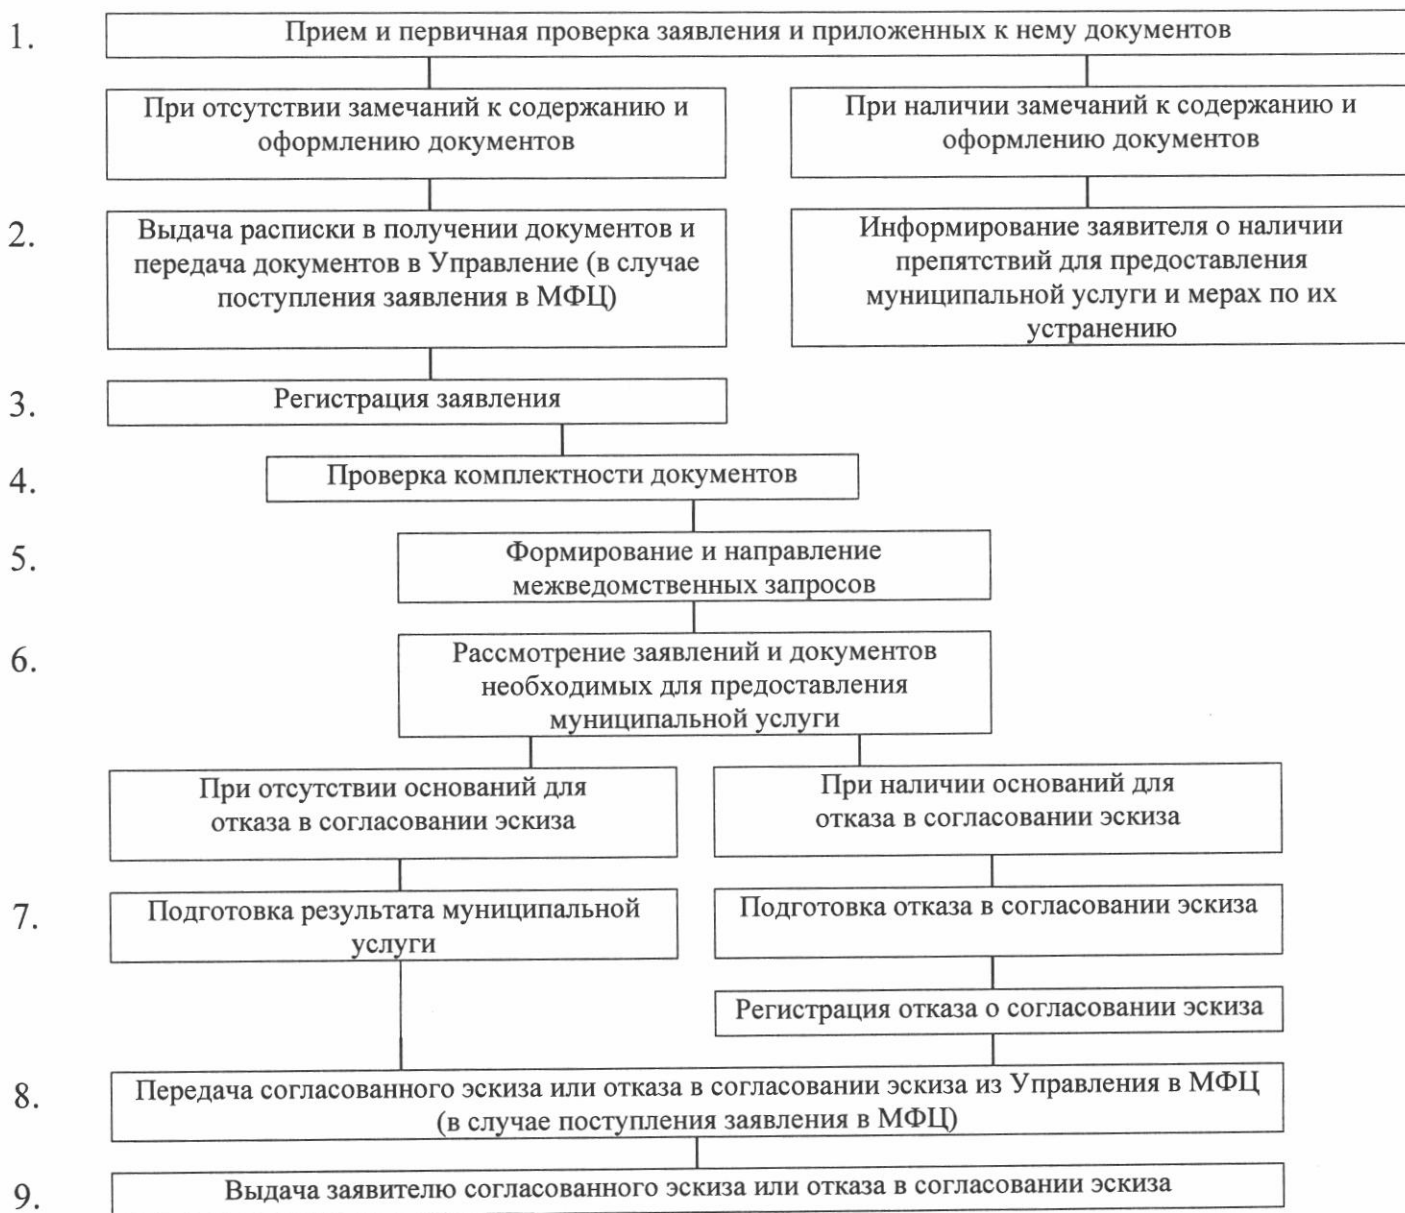 1.
Прием и первичная проверка заявления и приложенных к нему документов
При отсутствии замечаний к содержанию и
оформлению документов
При наличии замечаний к содержанию и
оформлению документов
2.
Выдача расписки в получении документов и
передача документов в Управление (в случае
поступления заявления в МФЦ)
Информирование заявителя о наличии
препятствий для предоставления
муниципальной услуги и мерах по их
устранению
3.
Регистрация заявления
4.
Проверка комплектности документов
5.
Формирование и направление
межведомственных запросов
6.
Рассмотрение заявлений и документов
необходимых для предоставления
муниципальной услуги
При отсутствии оснований для
отказа в согласовании эскиза
При наличии оснований для
отказа в согласовании эскиза
7.
Подготовка результата муниципальной
услуги
Подготовка отказа в согласовании эскиза
Регистрация отказа о согласовании эскиза
8.
Передача согласованного эскиза или отказа в согласовании эскиза из Управления в МФЦ
(в случае поступления заявления в МФЦ)
9.
Выдача заявителю согласованного эскиза или отказа в согласовании эскиза